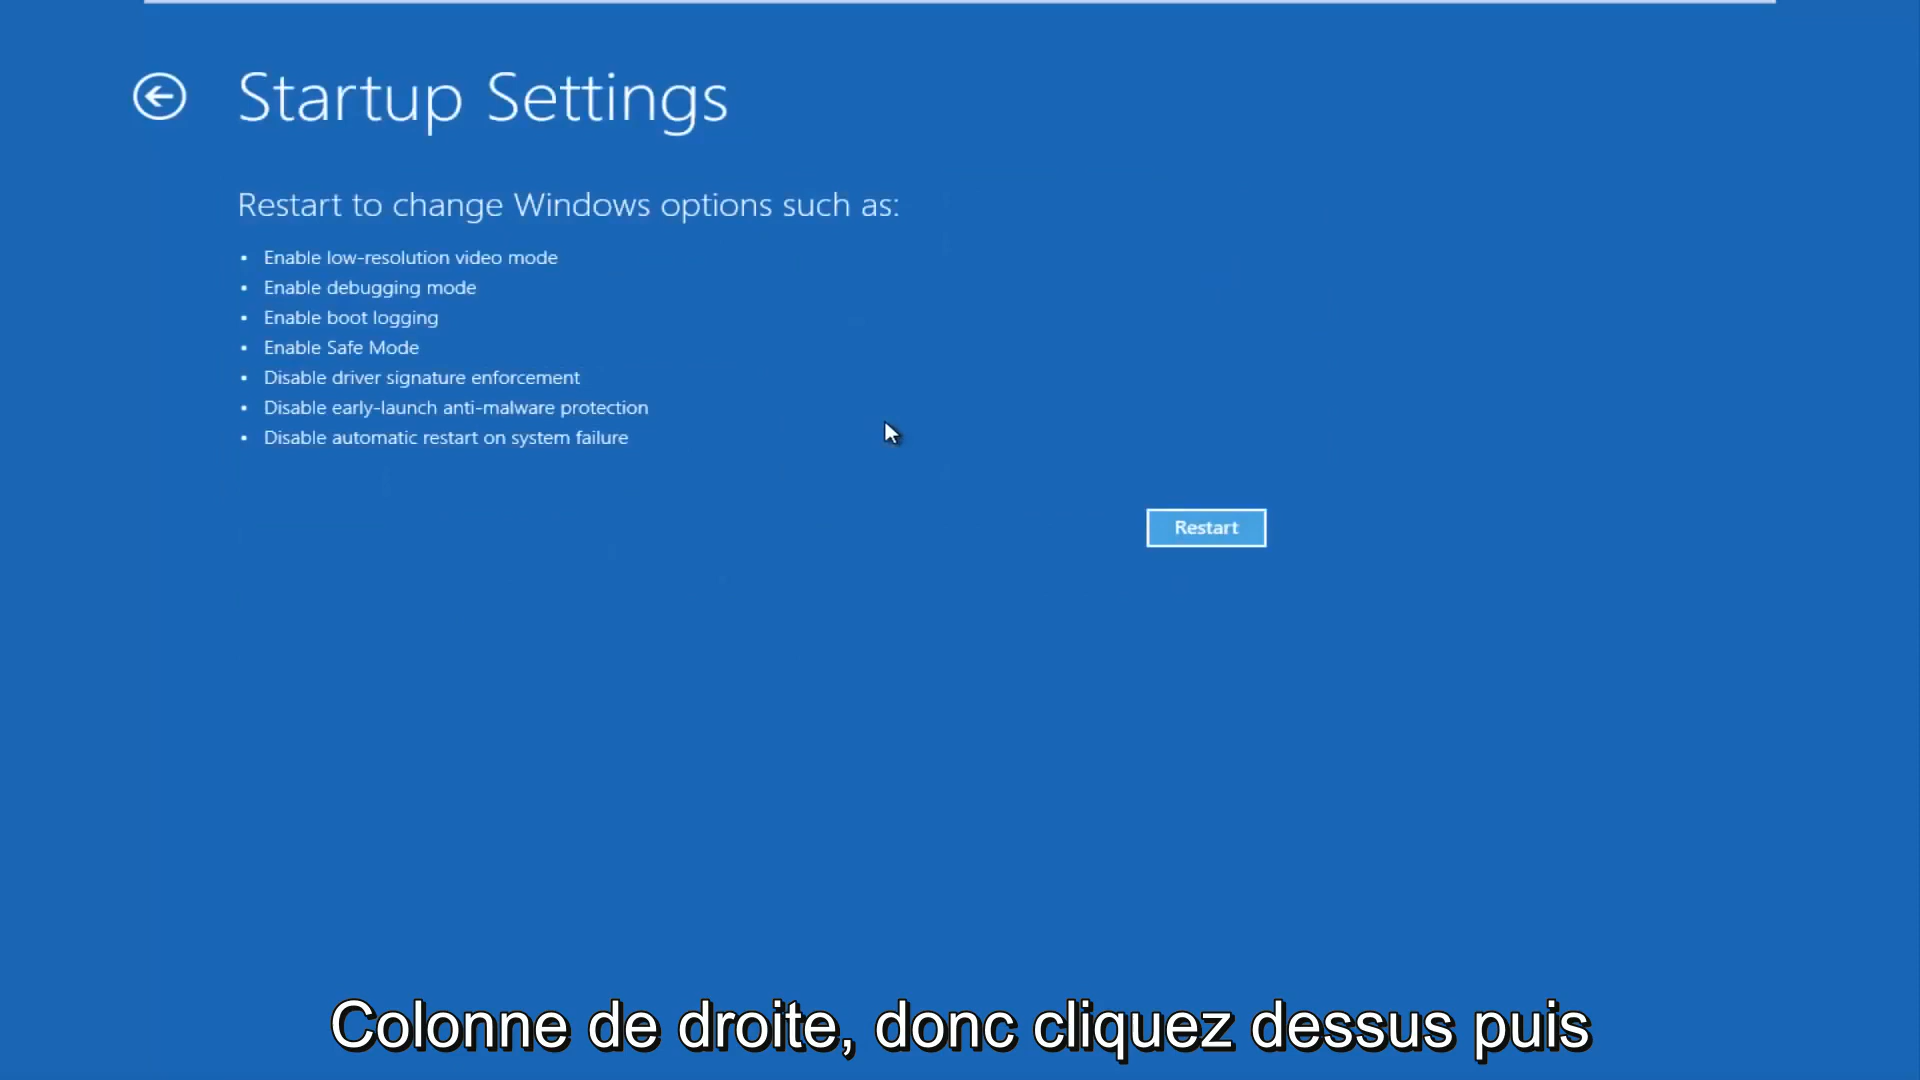 Startup Settings
Restart to change Windows options such as:
• Enable low-resolution video mode
• Enable debugging mode
• Enable boot logging
• Enable Safe Mode
• Disable driver signature enforcement
• Disable early-launch anti-malware protection
• Disable automatic restart on system failure
Restart
Colonne de droite, donc cliquez dessus puis